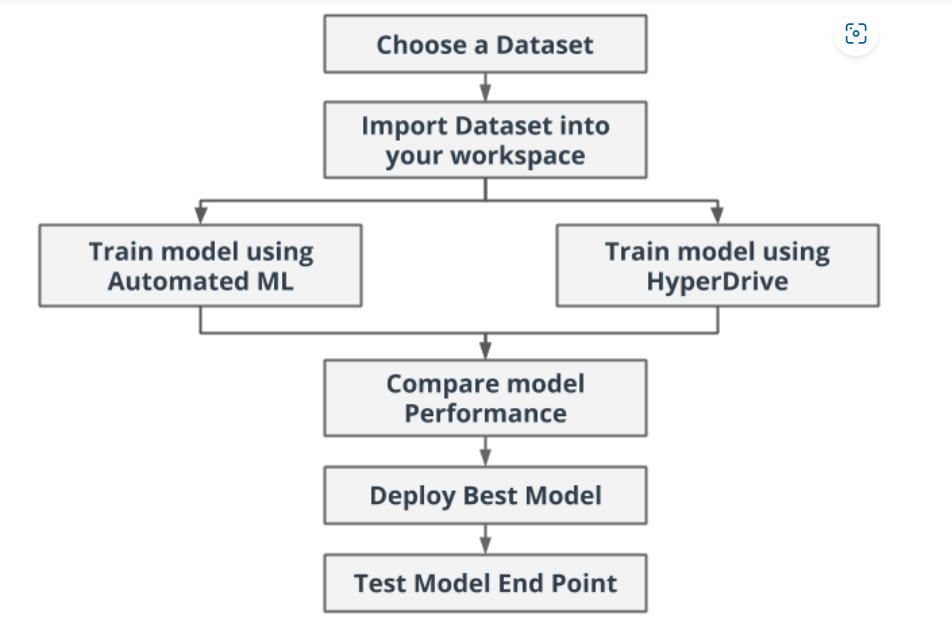 Choose a Dataset
Import Dataset into
your workspace
Train model using
Automated ML
Train model using
HyperDrive
Compare model
Performance
Deploy Best Model
Test Model End Point